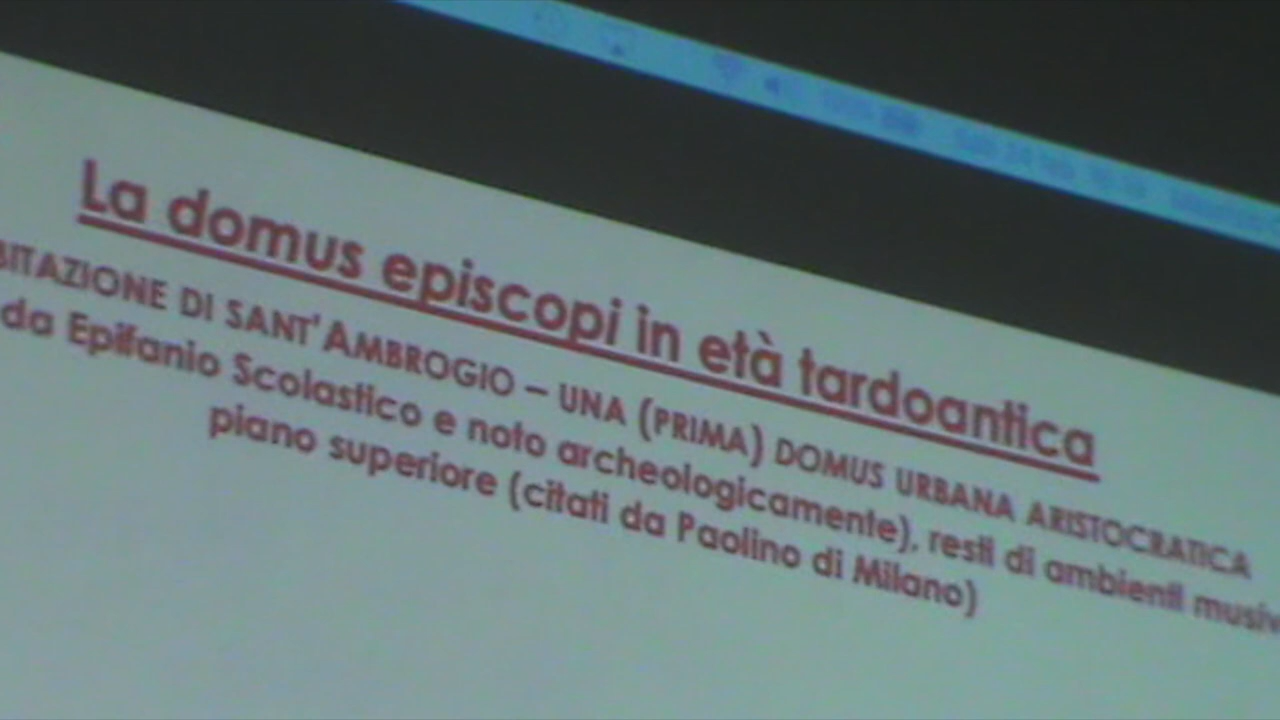 La domus episcopi in età tardoantica
BITAZIONE DI SANT'AMBROGIO – UNA (PRIMA) DOMUS URBANA ARISTOCRATICA
da Epifanio Scolastico e noto archeologicamente), resti di ambienti musiv
piano superiore (citati da Paolino di Milano)